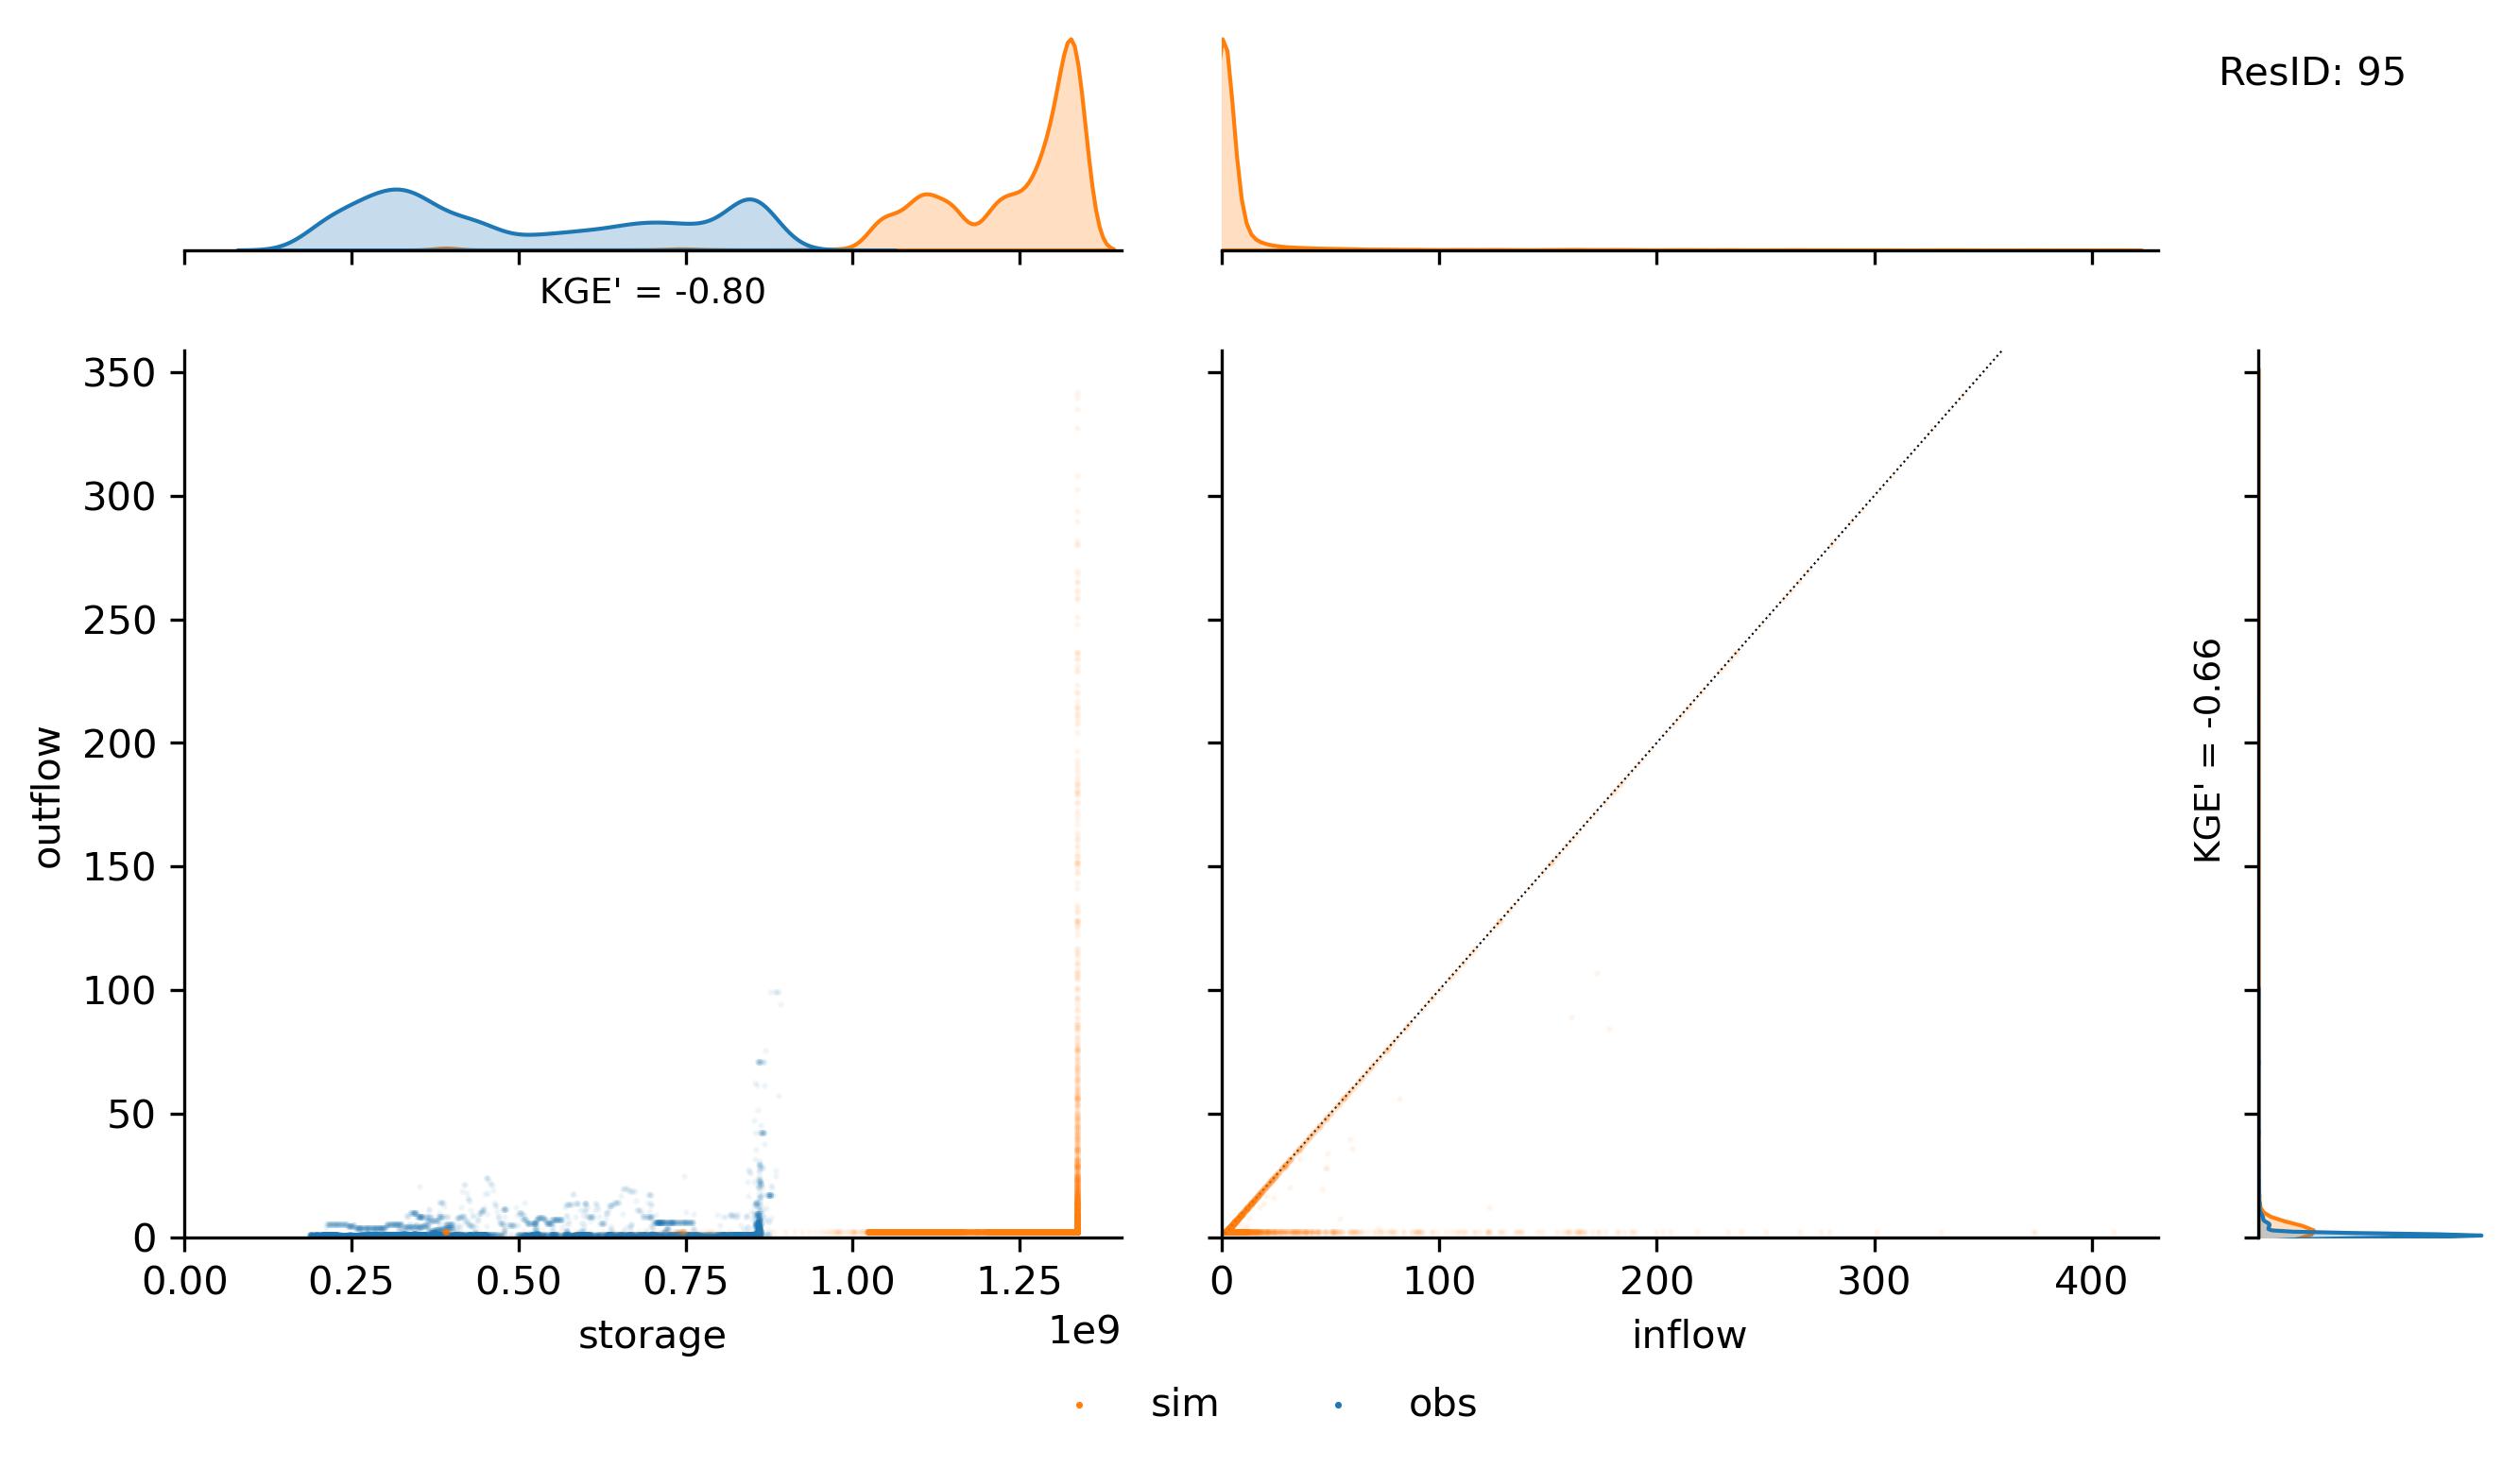 ResID: 95
KGE' = -0.80
350
300
250
200
150
100
50
0
outflow
KGE' = -0.66
0.00 0.25 0.50 0.75 1.00 1.25
1e9
storage
0 100 200 300 400
inflow
sim obs